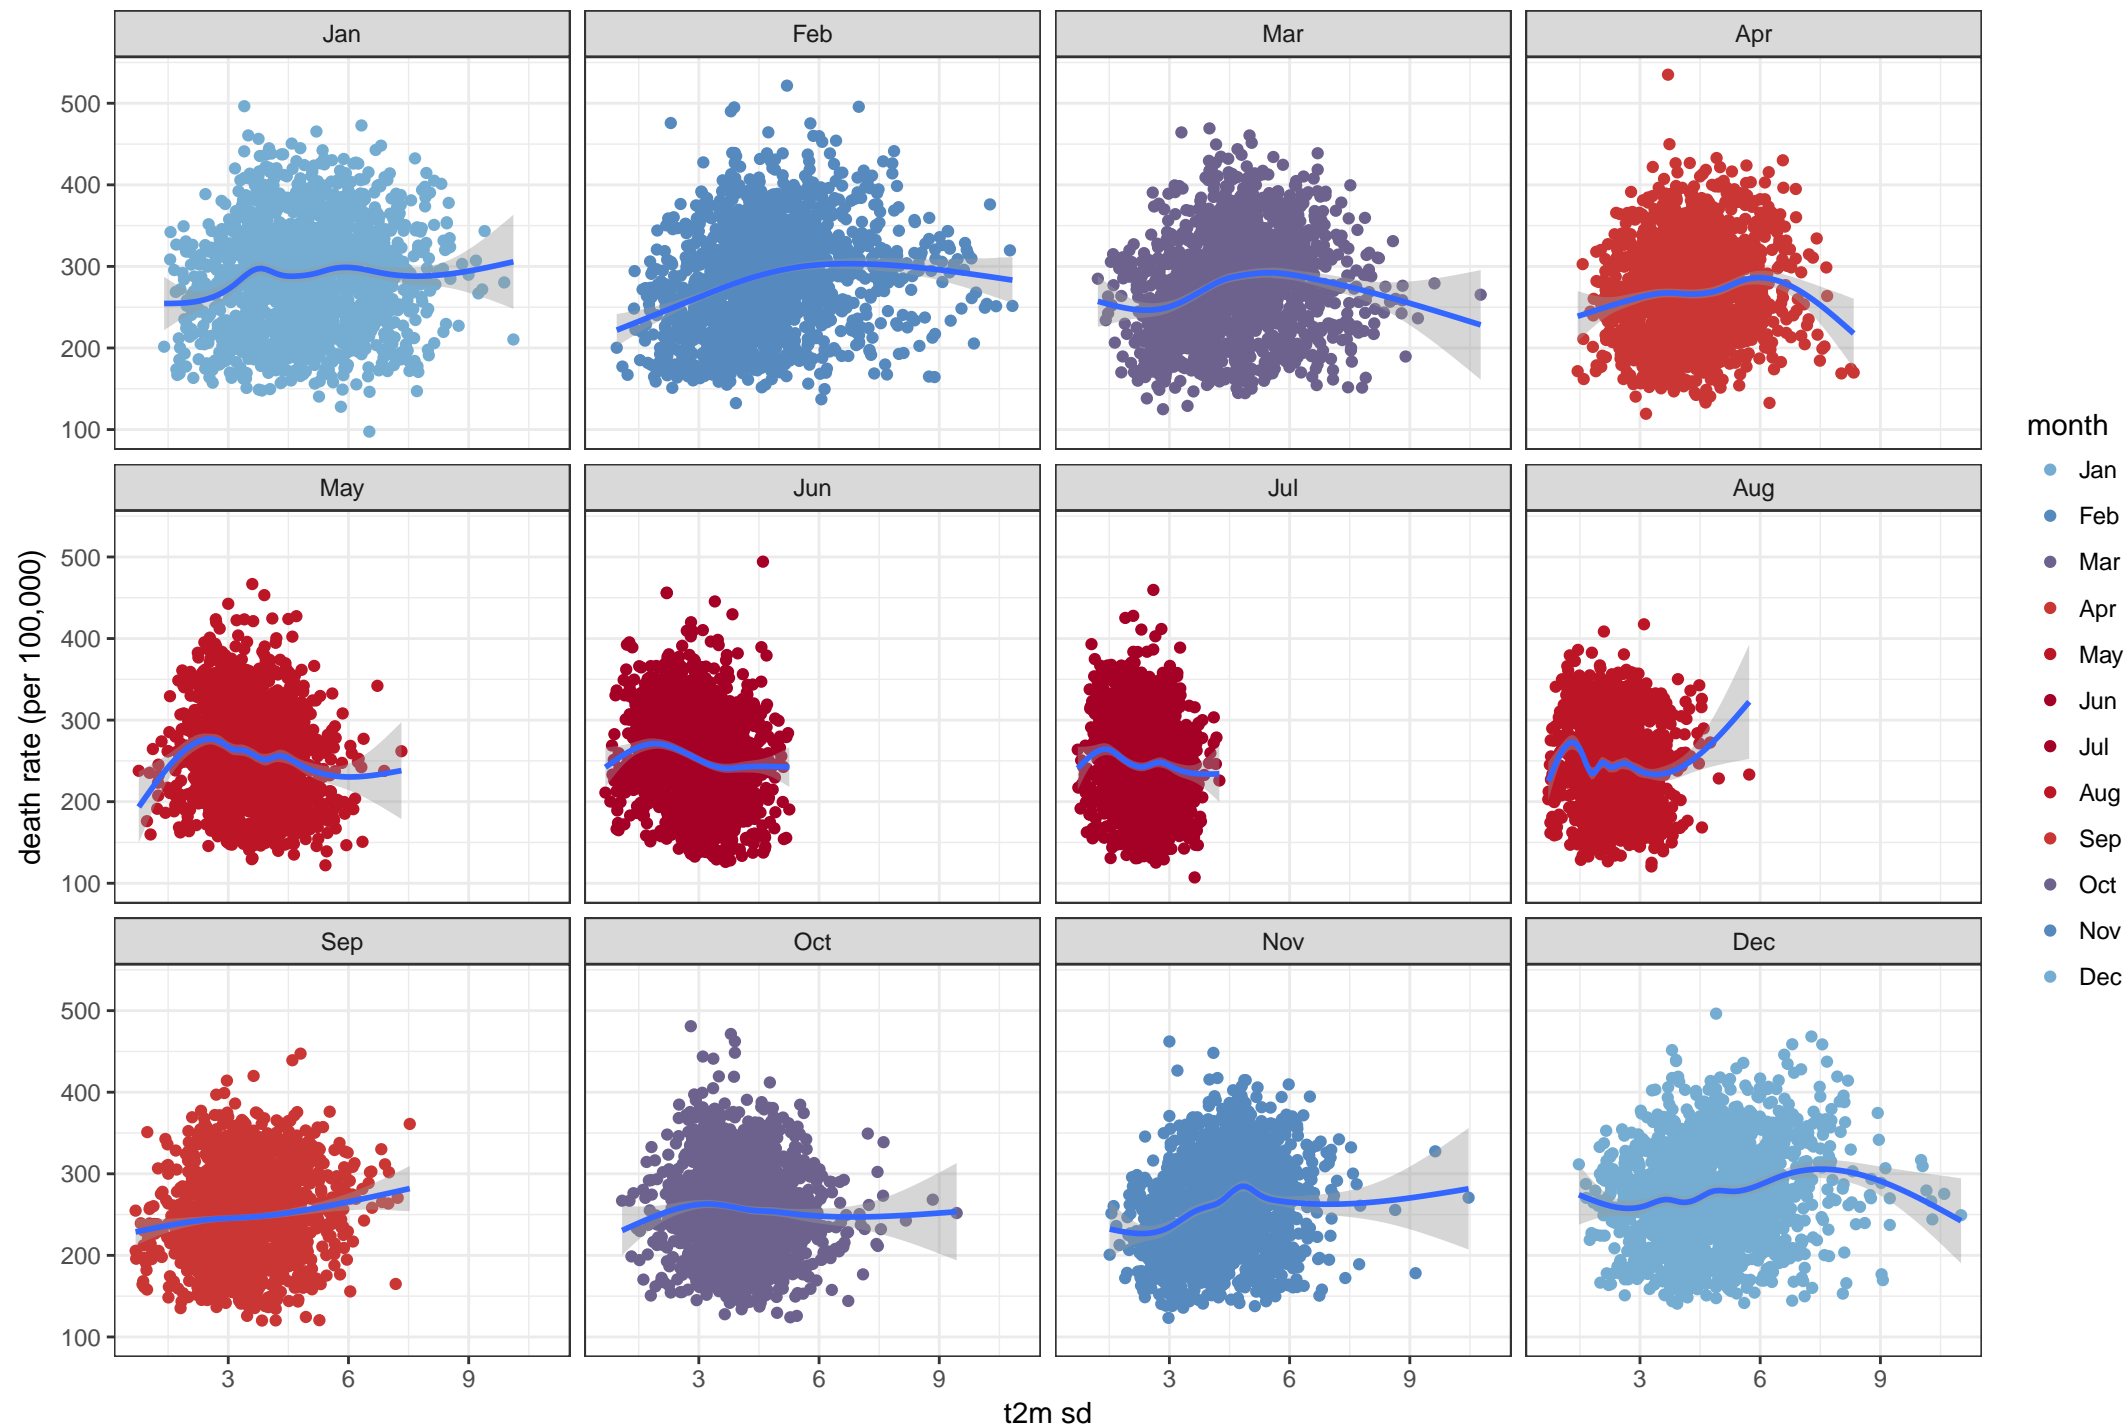 Jan Feb Mar Apr
500
400
300
200
100
May Jun Jul Aug
500
400
300
200
100
Sep Oct Nov Dec
500
400
300
200
100
3 6 9 3 6 9 3 6 9 3 6 9
t2m sd
death rate (per 100,000)
month
Jan
Feb
Mar
Apr
May
Jun
Jul
Aug
Sep
Oct
Nov
Dec